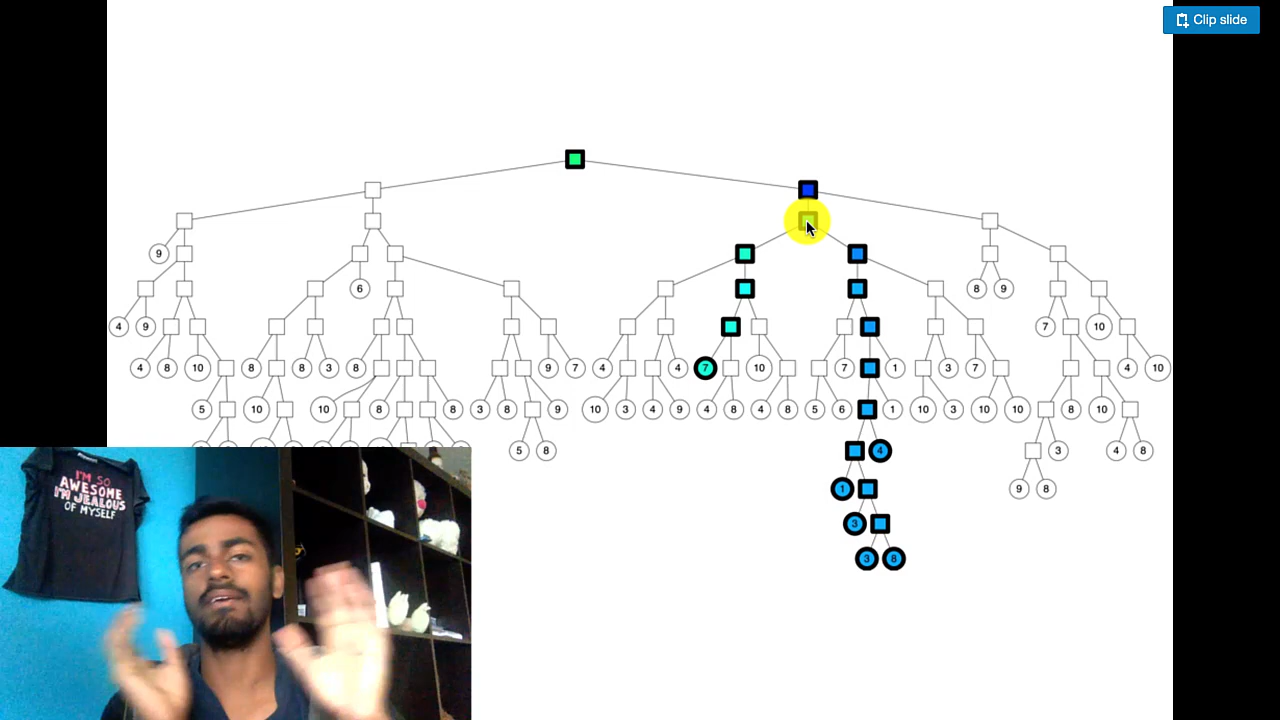 Clip slide
9
6
8 9
4 9 7 10
4 8 10 8 8 3 8 9 7 4 4 7 10 7 1 3 7 4 10
5 10 10 8 8 3 8 9 10 3 4 9 4 8 4 8 5 6 1 10 3 10 10 8 10
5 8 4 3 4 8
1 9 8
3
3 8
I'M SO
AWESOME
I'M JEALOUS
OF MYSELF